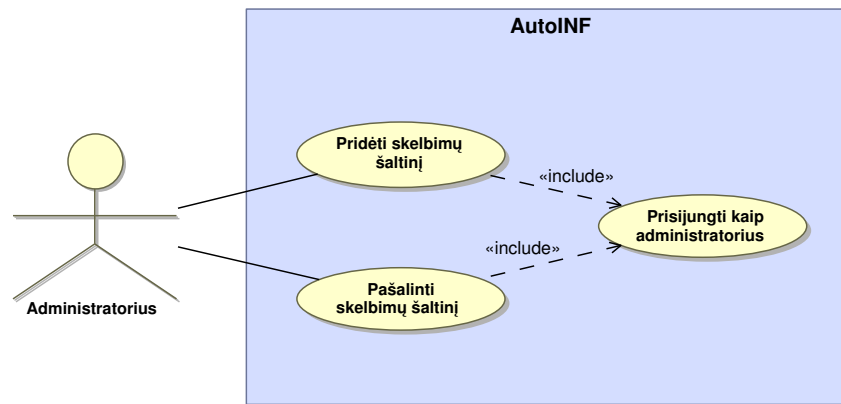 AutoINF
Pridėti skelbimų
šaltinį
«include»
Prisijungti kaip
administratorius
«include»
Pašalinti
skelbimų šaltinį
Administratorius